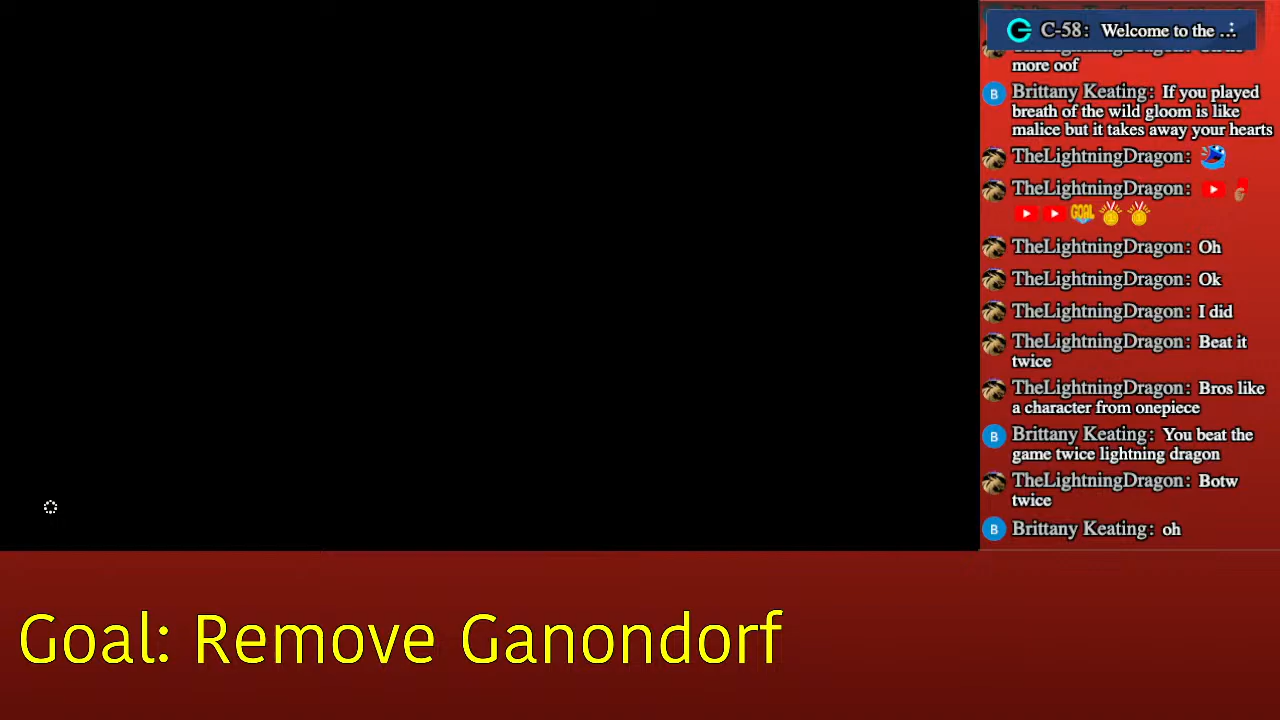 C-58: Welcome to the ...
more oof
Brittany Keating: If you played
breath of the wild gloom is like
malice but it takes away your hearts
TheLightningDragon:
TheLightningDragon:
GOAL
TheLightningDragon: Oh
TheLightningDragon: Ok
TheLightningDragon: I did
TheLightningDragon: Beat it
twice
TheLightningDragon: Bros like
a character from onepiece
Brittany Keating: You beat the
game twice lightning dragon
TheLightningDragon: Botw
twice
Brittany Keating: oh
Goal: Remove Ganondorf